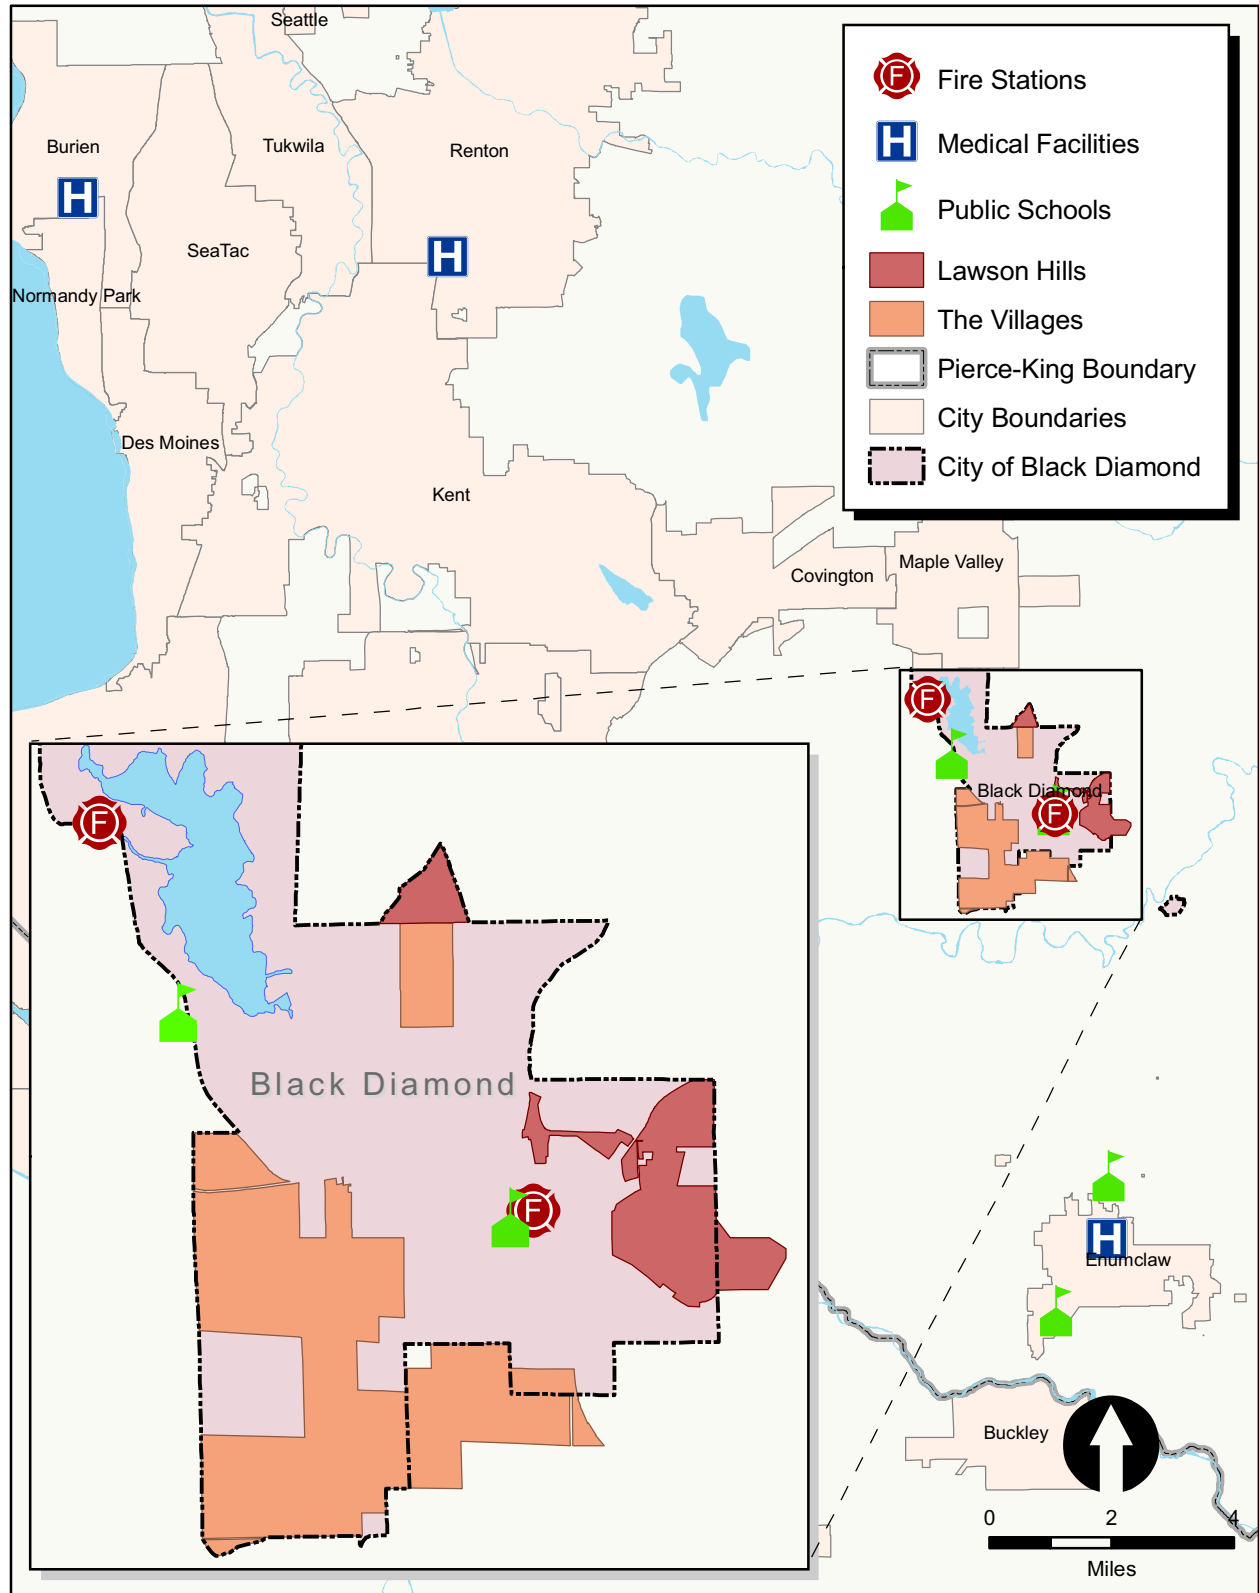 Seattle
Burien
Tukwila
Renton
H
SeaTac
H
Normandy Park
Des Moines
Kent
Covington
Maple Valley
F Fire Stations
H Medical Facilities
Public Schools
Lawson Hills
The Villages
Pierce-King Boundary
City Boundaries
City of Black Diamond
F
Black Diamond
F
F
Black Diamond
F
H
Enumclaw
Buckley
0 2 4
Miles